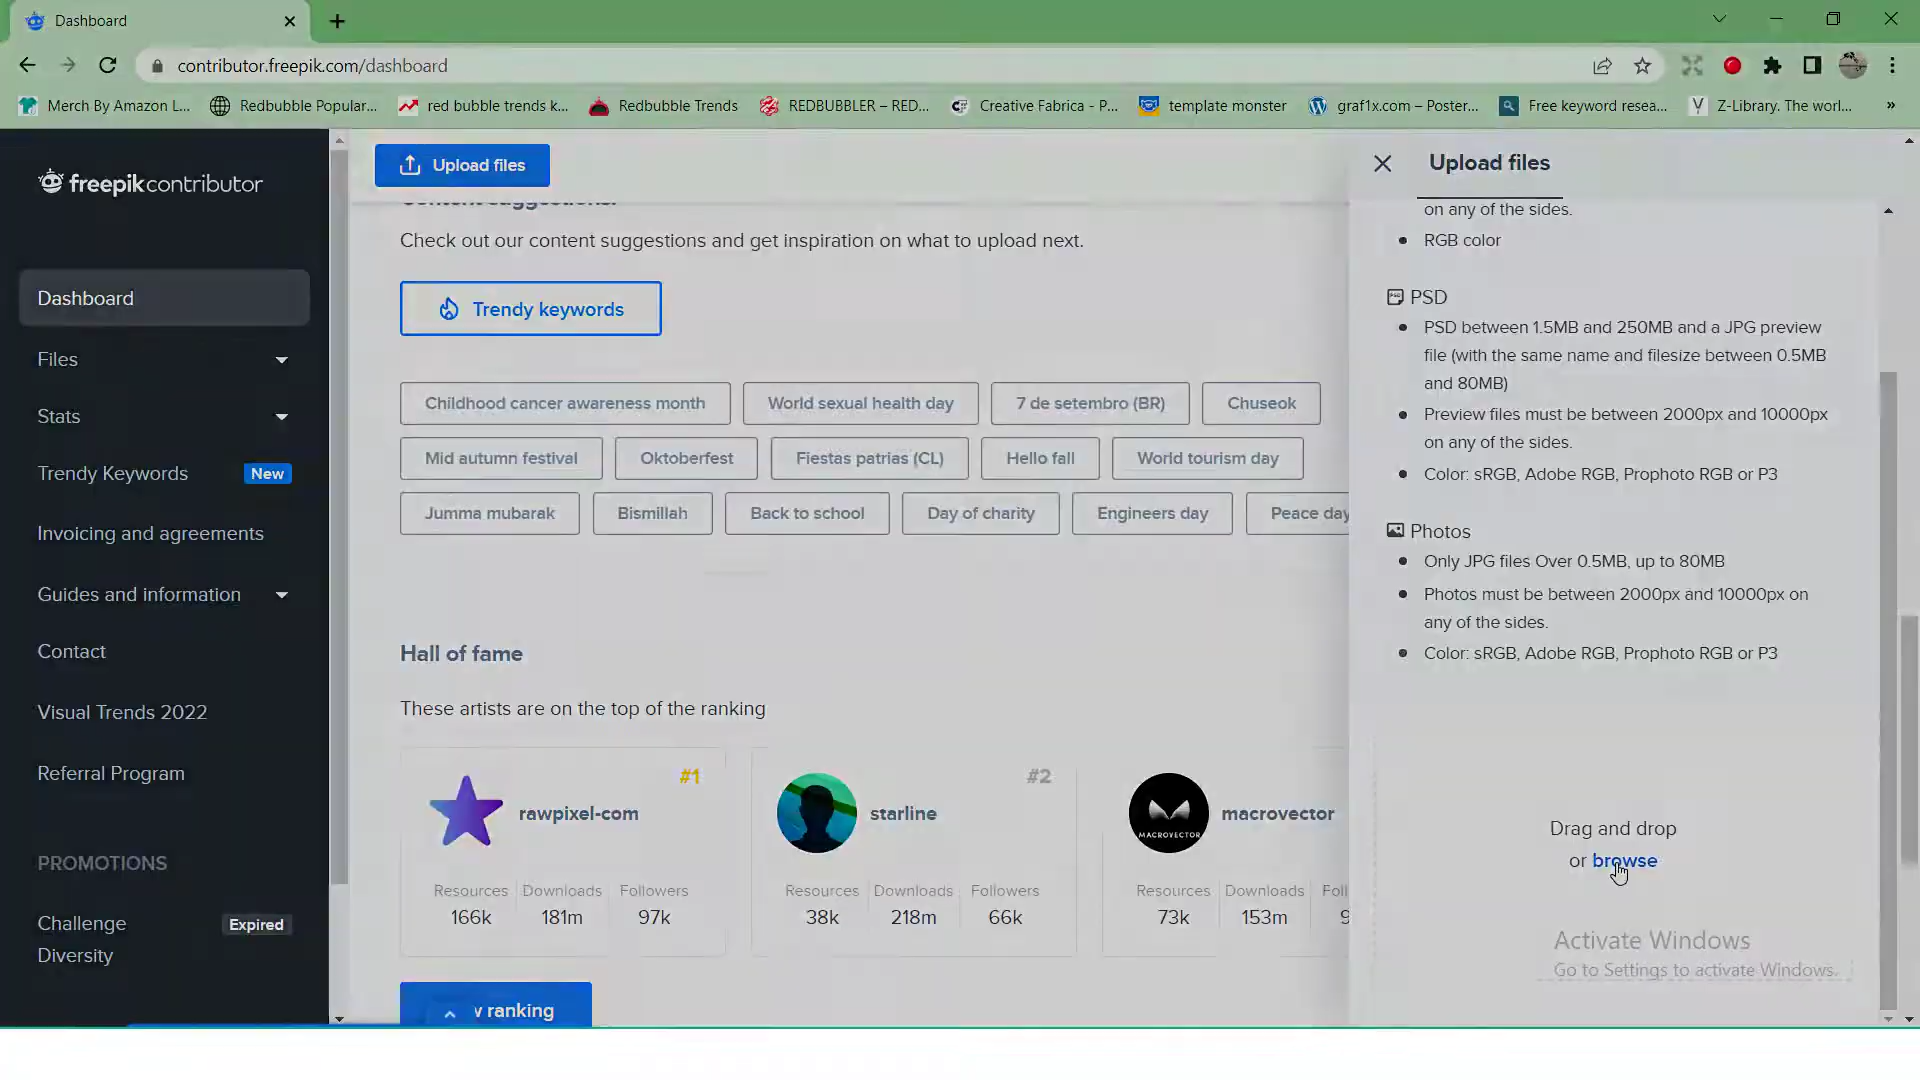 Dashboard
contributor.freepik.com/dashboard
Merch By Amazon L...
Redbubble Popular...
red bubble trends k...
Redbubble Trends
REDBUBBLER – RED...
Creative Fabrica - P...
template monster
graf1x.com – Poster...
Free keyword resea...
Z-Library. The worl...
»
freepikcontributor
Dashboard
Files
Stats
Trendy Keywords New
Invoicing and agreements
Guides and information
Contact
Visual Trends 2022
Referral Program
PROMOTIONS
Challenge
Diversity
Expired
Upload files
Content suggestions.
Check out our content suggestions and get inspiration on what to upload next.
Trendy keywords
Childhood cancer awareness month
World sexual health day
7 de setembro (BR)
Chuseok
Mid autumn festival
Oktoberfest
Fiestas patrias (CL)
Hello fall
World tourism day
Jumma mubarak
Bismillah
Back to school
Day of charity
Engineers day
Peace day
Hall of fame
These artists are on the top of the ranking
#1
rawpixel-com
Resources Downloads Followers
166k 181m 97k
#2
starline
Resources Downloads Followers
38k 218m 66k
MACROVECTOR
macrovector
Resources Downloads Foll
73k 153m 9
ranking
Upload files
on any of the sides.
• RGB color
PSD
• PSD between 1.5MB and 250MB and a JPG preview
file (with the same name and filesize between 0.5MB
and 80MB)
• Preview files must be between 2000px and 10000px
on any of the sides.
• Color: sRGB, Adobe RGB, Prophoto RGB or P3
Photos
• Only JPG files Over 0.5MB, up to 80MB
• Photos must be between 2000px and 10000px on
any of the sides.
• Color: sRGB, Adobe RGB, Prophoto RGB or P3
Drag and drop
or browse
Activate Windows
Go to Settings to activate Windows.